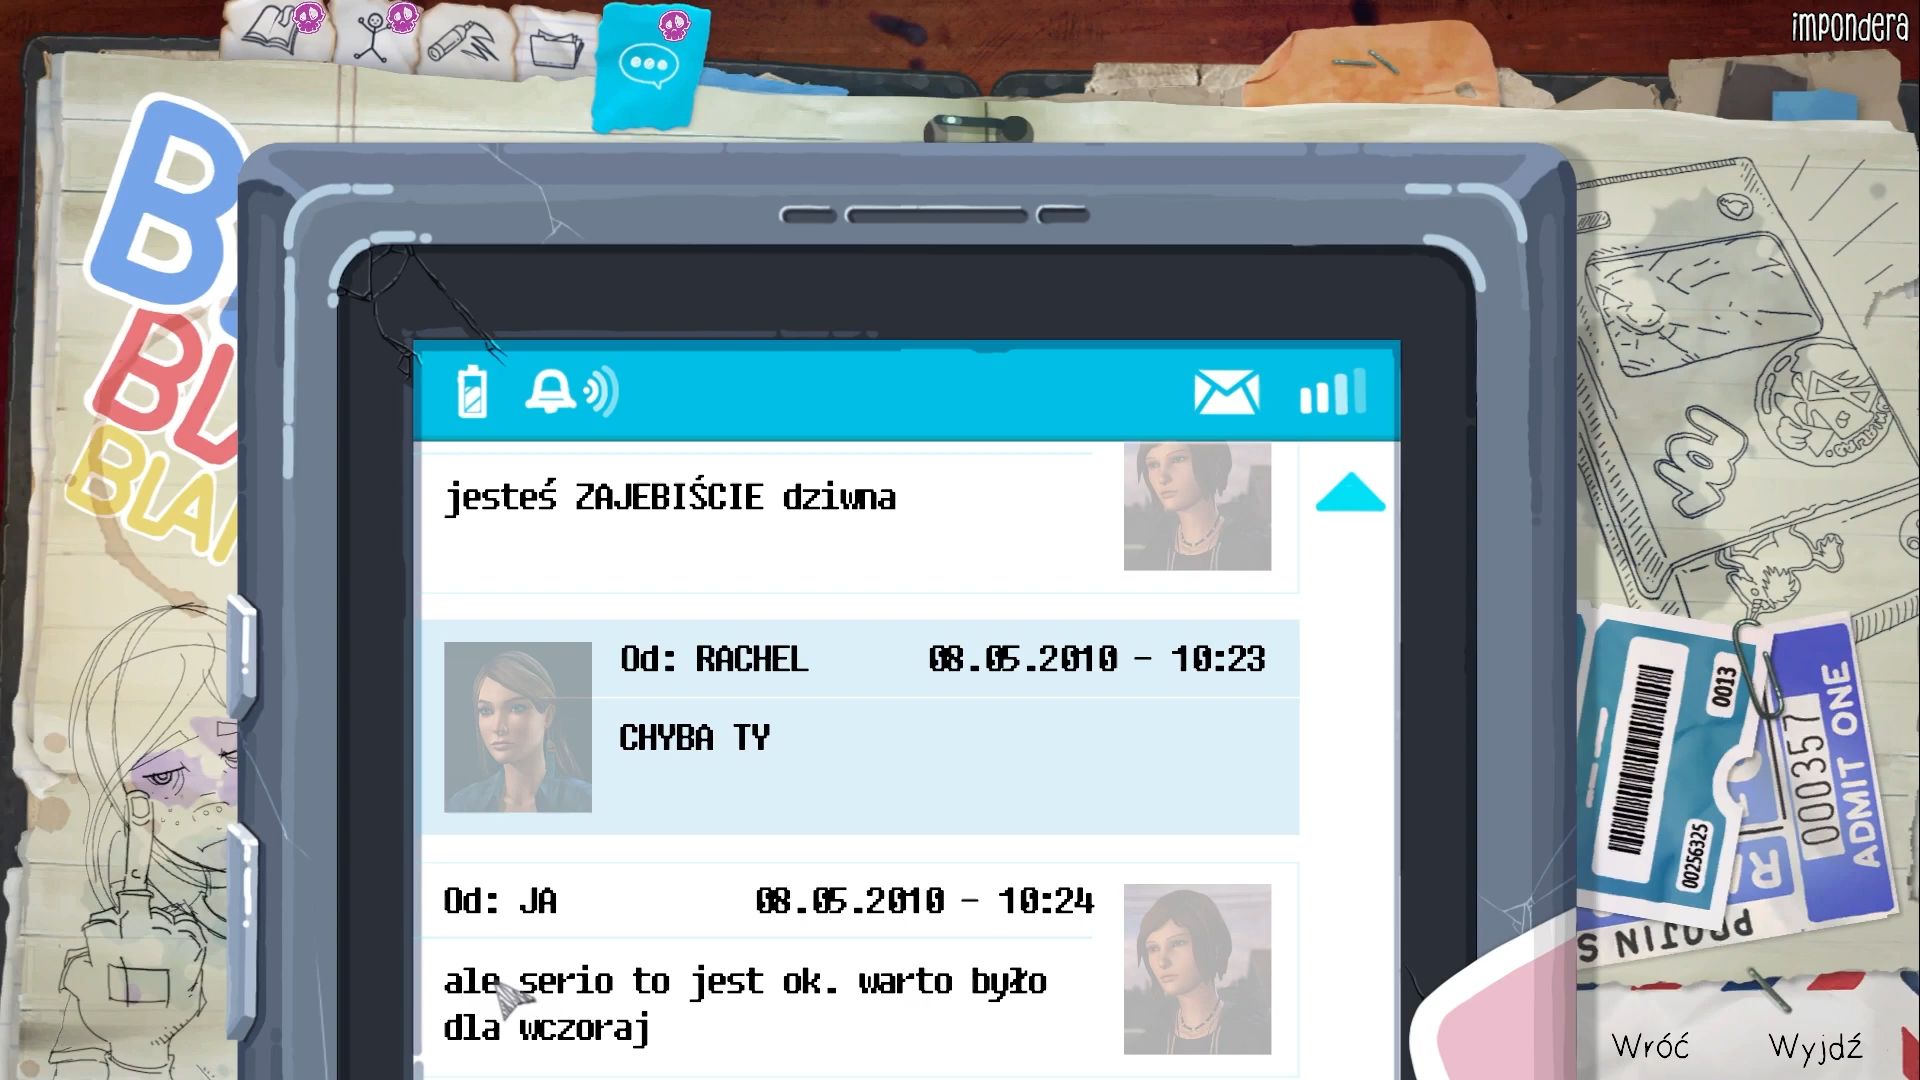 impondera
BLAH
jesteś ZAJEBIŚCIE dziwna
Od: RACHEL 08.05.2010 - 10:23
CHYBA TY
Od: JA 08.05.2010 - 10:24
ale serio to jest ok. warto było
dla wczoraj
0013
00256325
000357
ADMIT ONE
Wróć
Wyjdź